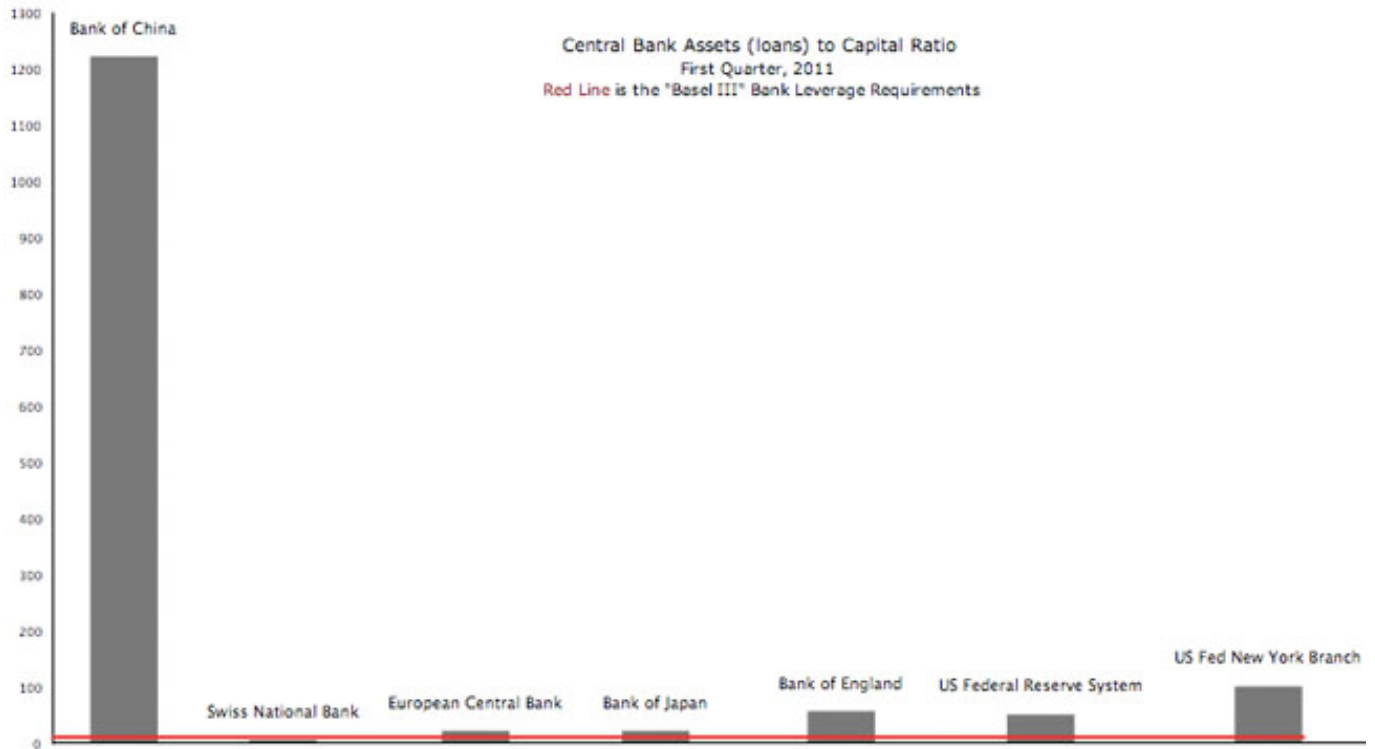 1300
Bank of China
Central Bank Assets (loans) to Capital Ratio
First Quarter, 2011
Red Line is the "Basel III" Bank Leverage Requirements
1200
1100
1000
900
800
700
600
500
400
300
200
100
0
Swiss National Bank
European Central Bank
Bank of Japan
Bank of England
US Federal Reserve System
US Fed New York Branch